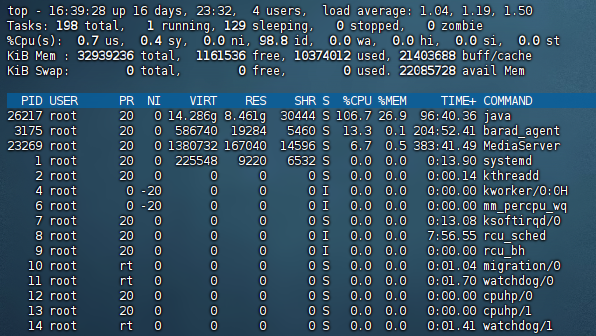 top - 16:39:28 up 16 days, 23:32,  4 users,  load average: 1.04, 1.19, 1.50
Tasks: 198 total,   1 running, 129 sleeping,   0 stopped,   0 zombie
%Cpu(s):  0.7 us,  0.4 sy,  0.0 ni, 98.8 id,  0.0 wa,  0.0 hi,  0.0 si,  0.0 st
KiB Mem : 32939236 total,  1161536 free, 10374012 used, 21403688 buff/cache
KiB Swap:        0 total,        0 free,        0 used. 22085728 avail Mem
PID USER      PR  NI    VIRT    RES    SHR S  %CPU %MEM     TIME+ COMMAND
26217 root      20   0 14.286g 8.461g  30444 S 106.7 26.9  96:40.36 java
3175 root      20   0  586740  19284   5460 S  13.3  0.1 204:52.41 barad_agent
23269 root      20   0 1380732 167040  14596 S   6.7  0.5 383:41.49 MediaServer
1 root      20   0  225548   9220   6532 S   0.0  0.0   0:13.90 systemd
2 root      20   0       0      0      0 S   0.0  0.0   0:00.14 kthreadd
4 root       0 -20       0      0      0 I   0.0  0.0   0:00.00 kworker/0:0H
6 root       0 -20       0      0      0 I   0.0  0.0   0:00.00 mm_percpu_wq
7 root      20   0       0      0      0 S   0.0  0.0   0:13.08 ksoftirqd/0
8 root      20   0       0      0      0 I   0.0  0.0   7:56.55 rcu_sched
9 root      20   0       0      0      0 I   0.0  0.0   0:00.00 rcu_bh
10 root      rt   0       0      0      0 S   0.0  0.0   0:01.04 migration/0
11 root      rt   0       0      0      0 S   0.0  0.0   0:01.70 watchdog/0
12 root      20   0       0      0      0 S   0.0  0.0   0:00.00 cpuhp/0
13 root      20   0       0      0      0 S   0.0  0.0   0:00.00 cpuhp/1
14 root      rt   0       0      0      0 S   0.0  0.0   0:01.41 watchdog/1